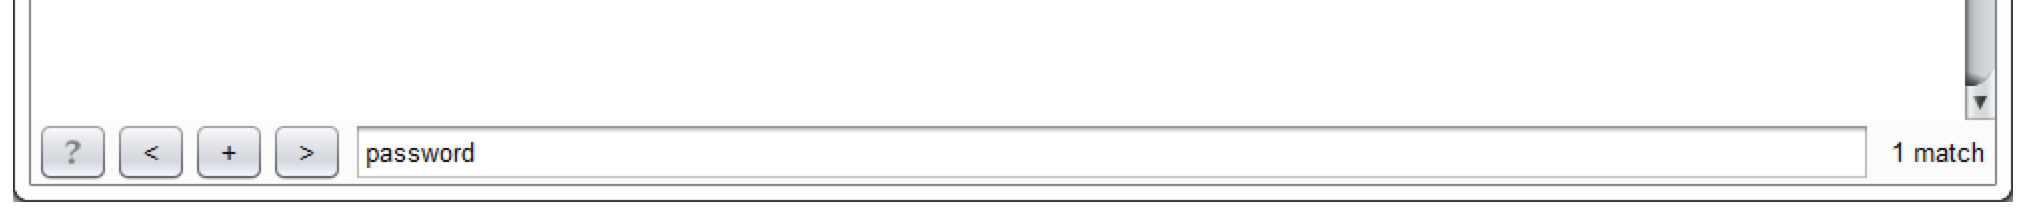 ? < + > password 1 match